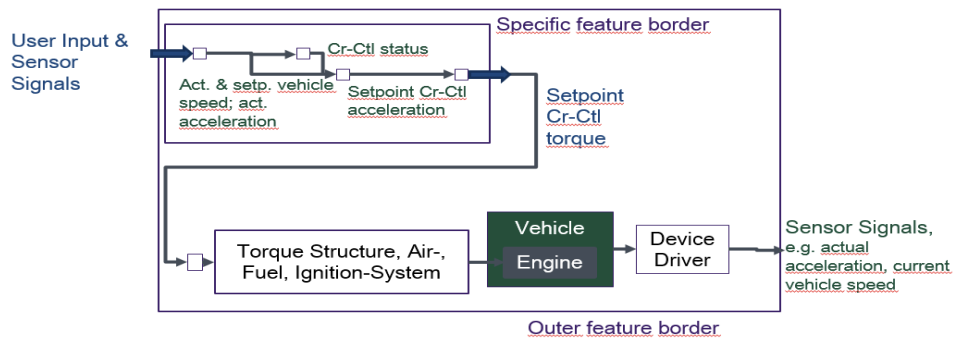 Specific feature border
User Input &
Sensor
Signals
Cr-Ctl status
Act. & setp. vehicle
speed; act.
acceleration
Setpoint Cr-Ctl
acceleration
Setpoint
Cr-Ctl
torque
Torque Structure, Air-,
Fuel, Ignition-System
Vehicle
Engine
Device
Driver
Sensor Signals,
e.g. actual
acceleration, current
vehicle speed
Outer feature border